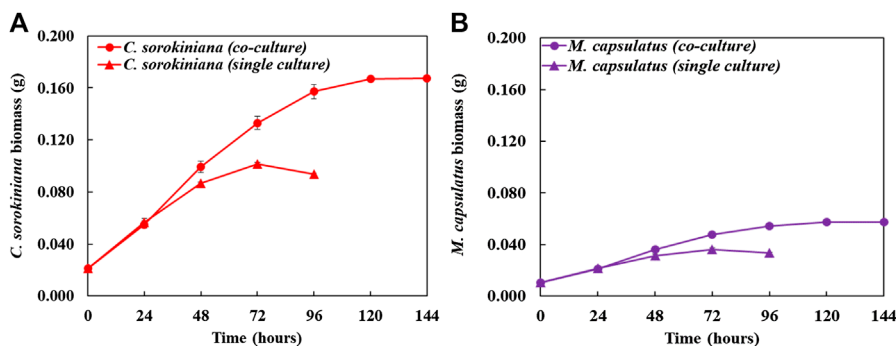 A
C. sorokiniana biomass (g)
0.200
0.160
0.120
0.080
0.040
0.000
C. sorokiniana (co-culture)
C. sorokiniana (single culture)
0 24 48 72 96 120 144
Time (hours)
B
M. capsulatus biomass (g)
0.200
0.160
0.120
0.080
0.040
0.000
M. capsulatus (co-culture)
M. capsulatus (single culture)
0 24 48 72 96 120 144
Time (hours)